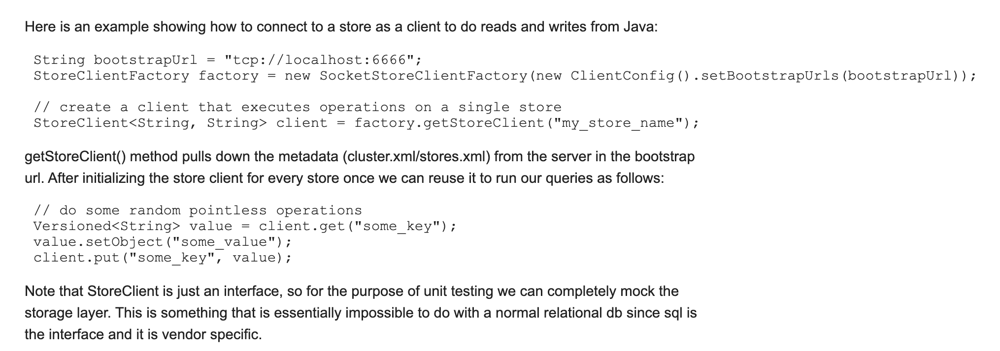 Here is an example showing how to connect to a store as a client to do reads and writes from Java:
String bootstrapUrl = "tcp://localhost:6666";
StoreClientFactory factory = new SocketStoreClientFactory(new ClientConfig().setBootstrapUrls(bootstrapUrl));
// create a client that executes operations on a single store
StoreClient<String, String> client = factory.getStoreClient("my_store_name");
getStoreClient() method pulls down the metadata (cluster.xml/stores.xml) from the server in the bootstrap
url. After initializing the store client for every store once we can reuse it to run our queries as follows:
// do some random pointless operations
Versioned<String> value = client.get("some_key");
value.setObject("some_value");
client.put("some_key", value);
Note that StoreClient is just an interface, so for the purpose of unit testing we can completely mock the
storage layer. This is something that is essentially impossible to do with a normal relational db since sql is
the interface and it is vendor specific.